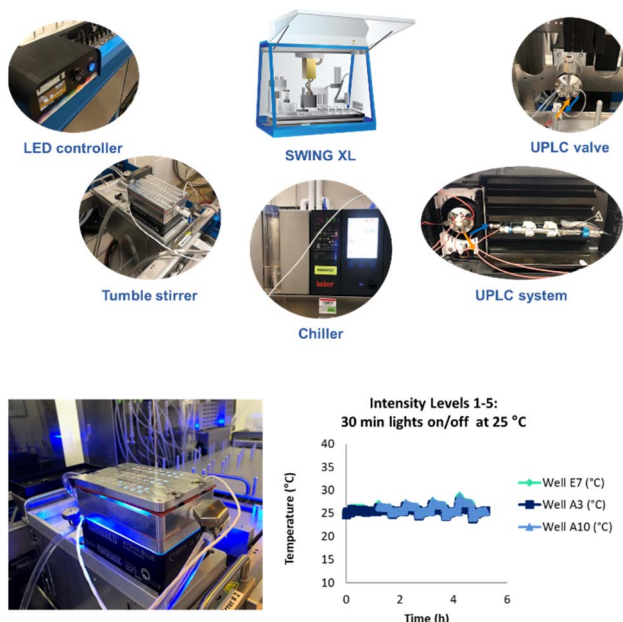 LED controller
SWING XL
UPLC valve
Tumble stirrer
huber
Chiller
UPLC system
Intensity Levels 1-5:
30 min lights on/off at 25 °C
Temperature (°C)
40
35
30
25
20
15
10
0
2
4
6
Time (h)
Well E7 (°C)
Well A3 (°C)
Well A10 (°C)